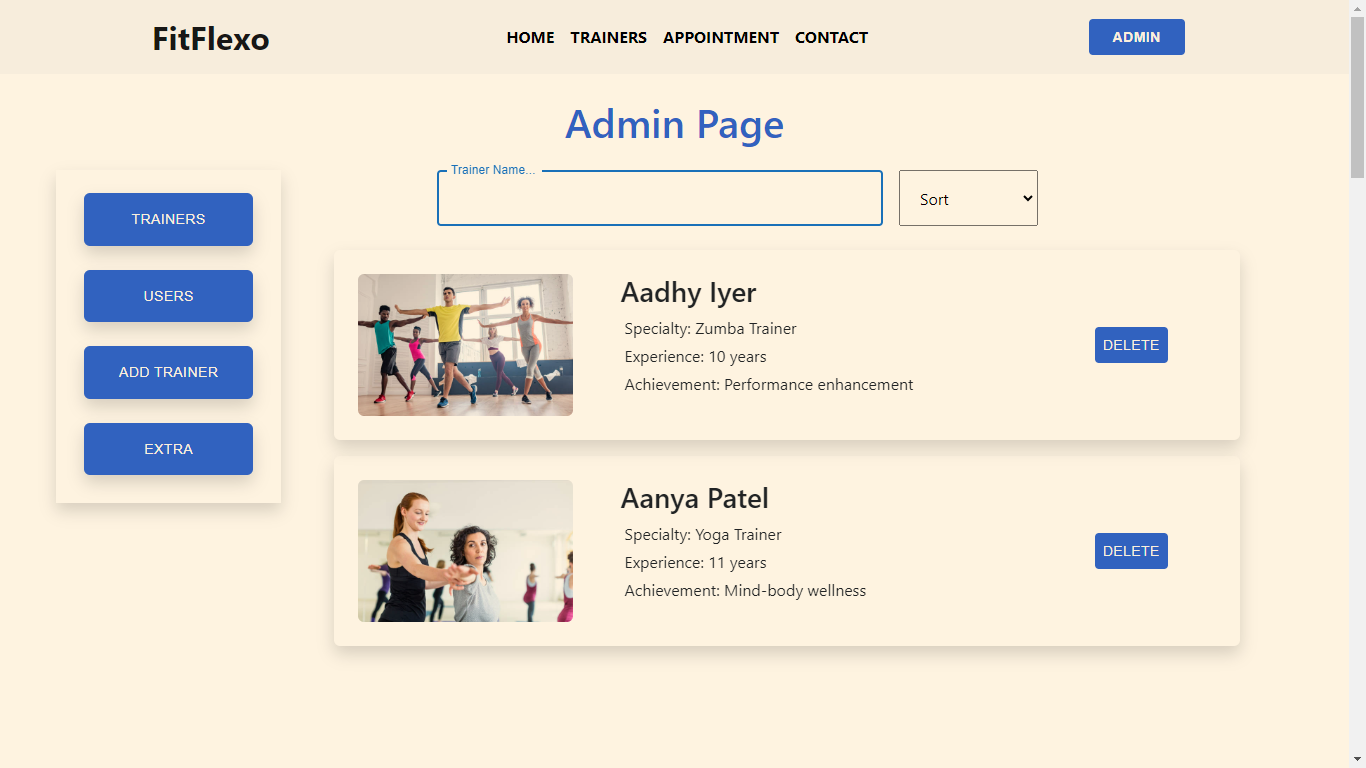 FitFlexo
HOME TRAINERS APPOINTMENT CONTACT
ADMIN
Admin Page
TRAINERS
USERS
ADD TRAINER
EXTRA
Trainer Name...
Sort
Aadhy Iyer
Specialty: Zumba Trainer
Experience: 10 years
Achievement: Performance enhancement
DELETE
Aanya Patel
Specialty: Yoga Trainer
Experience: 11 years
Achievement: Mind-body wellness
DELETE